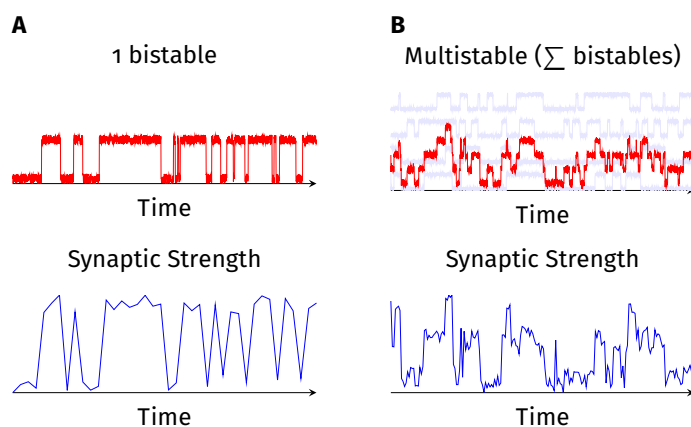 A
1 bistable
Time
Synaptic Strength
Time
B
Multistable (∑ bistables)
Time
Synaptic Strength
Time